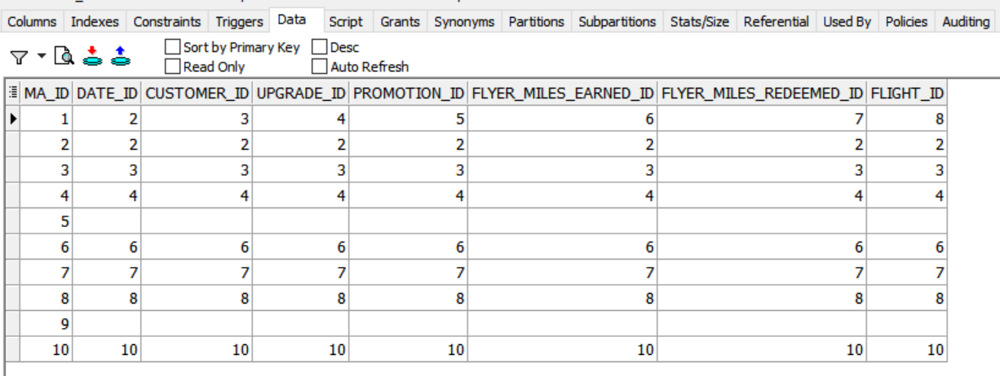 Columns Indexes Constraints Triggers Data Script Grants Synonyms Partitions Subpartitions Stats/Size Referential Used By Policies Auditing
Sort by Primary Key Desc
Read Only Auto Refresh
MA_ID DATE_ID CUSTOMER_ID UPGRADE_ID PROMOTION_ID FLYER_MILES_EARNED_ID FLYER_MILES_REDEEMED_ID FLIGHT_ID
1 2 3 4 5 6 7 8
2 2 2 2 2 2 2 2
3 3 3 3 3 3 3 3
4 4 4 4 4 4 4 4
5
6 6 6 6 6 6 6 6
7 7 7 7 7 7 7 7
8 8 8 8 8 8 8 8
9
10 10 10 10 10 10 10 10